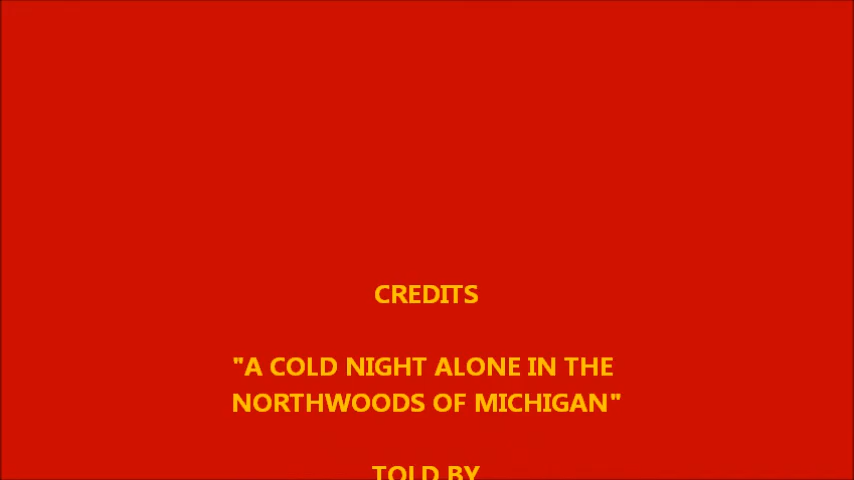 CREDITS
"A COLD NIGHT ALONE IN THE
NORTHWOODS OF MICHIGAN"
TOLD BY